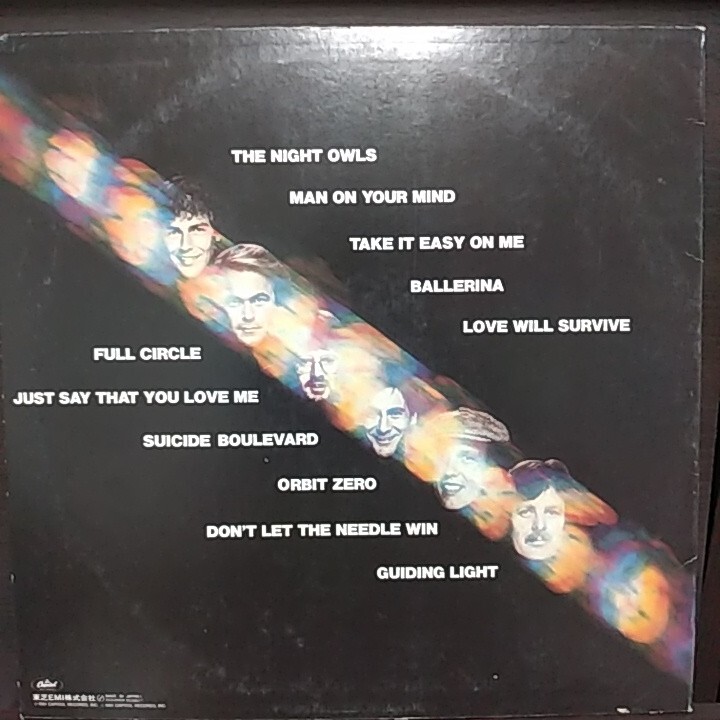 THE NIGHT OWLS
MAN ON YOUR MIND
TAKE IT EASY ON ME
BALLERINA
LOVE WILL SURVIVE
FULL CIRCLE
JUST SAY THAT YOU LOVE ME
SUICIDE BOULEVARD
ORBIT ZERO
DON'T LET THE NEEDLE WIN
GUIDING LIGHT
Capitol
東芝EMI株式会社